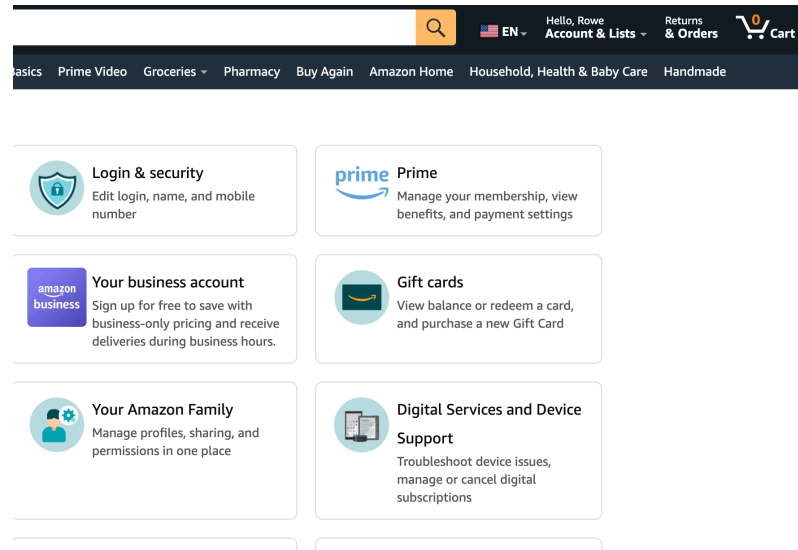 EN
Hello, Rowe
Account & Lists
Returns
& Orders
0
Cart
Prime Video Groceries Pharmacy Buy Again Amazon Home Household, Health & Baby Care Handmade
Login & security
Edit login, name, and mobile
number
prime
Prime
Manage your membership, view
benefits, and payment settings
amazon
business
Your business account
Sign up for free to save with
business-only pricing and receive
deliveries during business hours.
Gift cards
View balance or redeem a card,
and purchase a new Gift Card
Your Amazon Family
Manage profiles, sharing, and
permissions in one place
Digital Services and Device
Support
Troubleshoot device issues,
manage or cancel digital
subscriptions